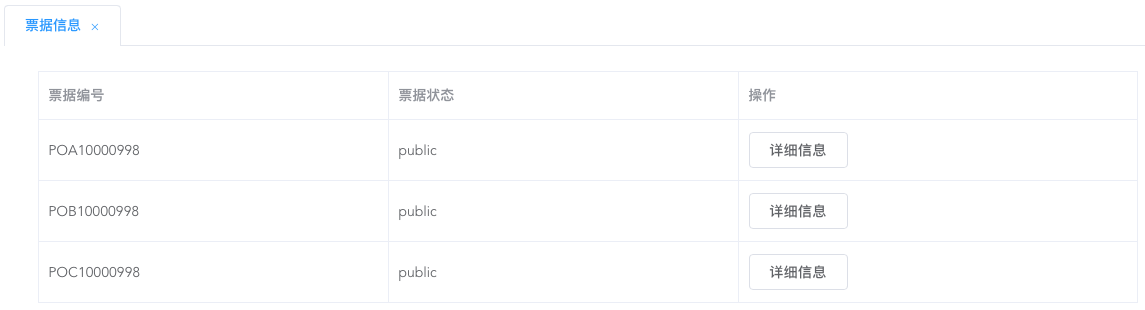 票据信息 ×
票据编号 票据状态 操作
POA10000998 public 详细信息
POB10000998 public 详细信息
POC10000998 public 详细信息